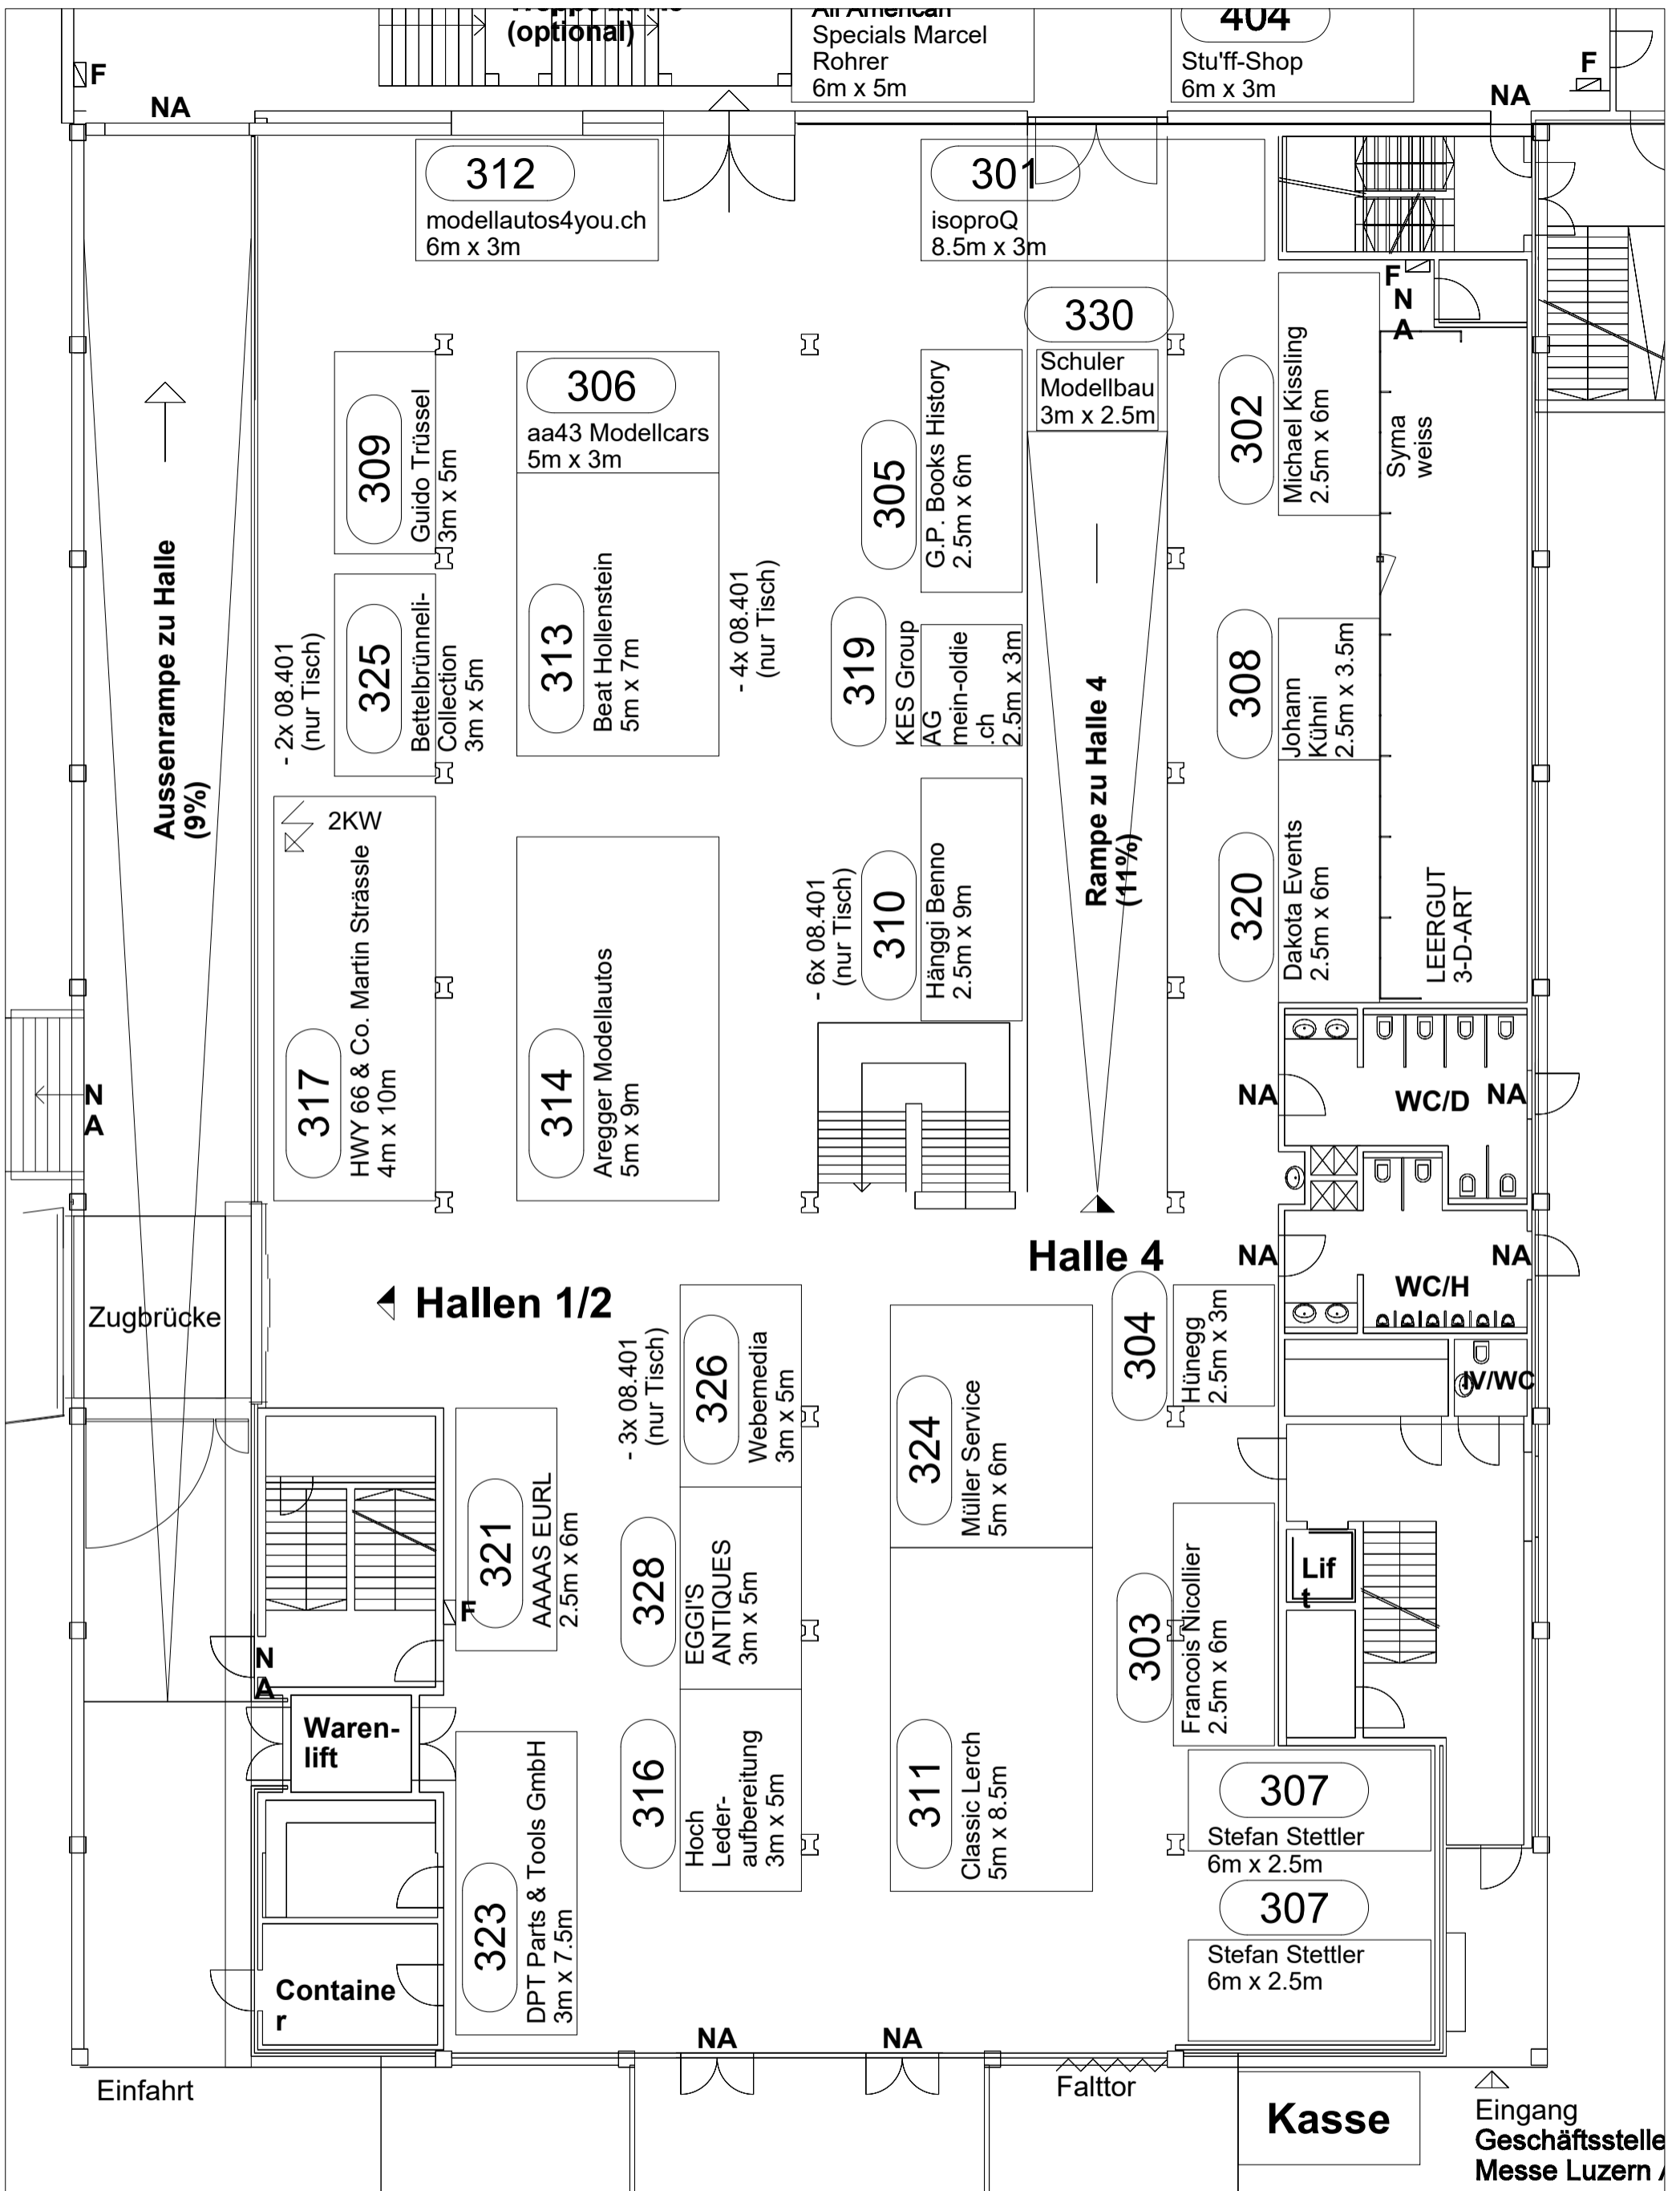 (optional)
All American
Specials Marcel
Rohrer
6m x 5m
404
Stu'ff-Shop
6m x 3m
F
F
NA
NA
312
modellautos4you.ch
6m x 3m
301
isoproQ
8.5m x 3m
F
N
A
330
Schuler
Modellbau
3m x 2.5m
309
Guido Trüssel
3m x 5m
306
aa43 Modellcars
5m x 3m
305
G.P. Books History
2.5m x 6m
302
Michael Kissling
2.5m x 6m
Syma
weiss
Aussenrampe zu Halle
(9%)
- 2x 08.401
(nur Tisch)
325
Bettelbrünneli-
Collection
3m x 5m
313
Beat Hollenstein
5m x 7m
- 4x 08.401
(nur Tisch)
319
KES Group
AG
mein-oldie
.ch
2.5m x 3m
Rampe zu Halle 4
(11%)
308
Johann
Kühni
2.5m x 3.5m
2KW
317
HWY 66 & Co. Martin Strässle
4m x 10m
314
Aregger Modellautos
5m x 9m
- 6x 08.401
(nur Tisch)
310
Hänggi Benno
2.5m x 9m
320
Dakota Events
2.5m x 6m
LEERGUT
3-D-ART
N
A
NA
WC/D
NA
Halle 4
NA
NA
WC/H
Zugbrücke
Hallen 1/2
- 3x 08.401
(nur Tisch)
326
Webemedia
3m x 5m
324
Müller Service
5m x 6m
304
Hünegg
2.5m x 3m
IV/WC
321
AAAAS EURL
2.5m x 6m
F
328
EGGI'S
ANTIQUES
3m x 5m
303
Francois Nicollier
2.5m x 6m
Lif
t
N
A
Waren-
lift
323
DPT Parts & Tools GmbH
3m x 7.5m
316
Hoch
Leder-
aufbereitung
3m x 5m
311
Classic Lerch
5m x 8.5m
307
Stefan Stettler
6m x 2.5m
307
Stefan Stettler
6m x 2.5m
Containe
r
NA
NA
Einfahrt
Falttor
Kasse
Eingang
Geschäftsstelle
Messe Luzern